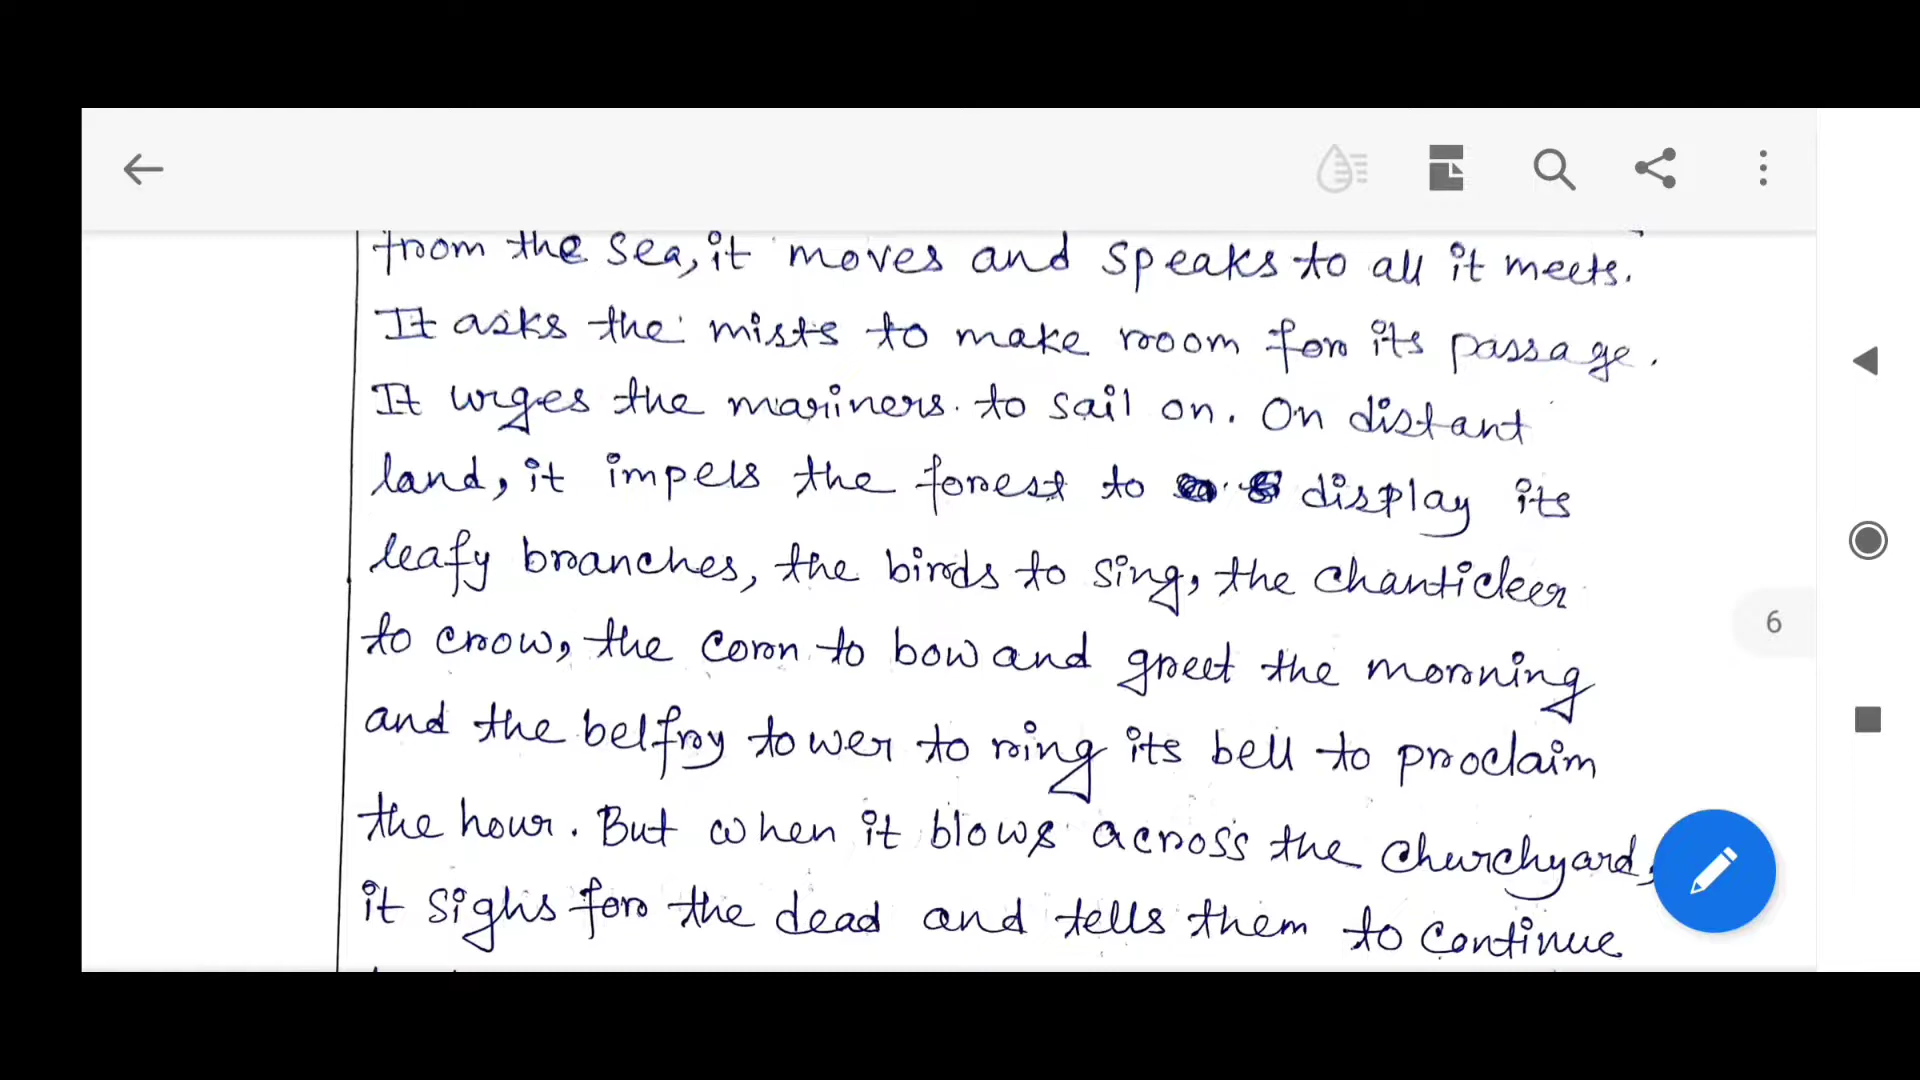 from the sea, it moves and speaks to all it meets.
It asks the mists to make room for its passage.
It urges the mariners to sail on. On distant
land, it impels the forest to display its
leafy branches, the birds to sing, the chanticleer
to crow, the corn to bow and greet the morning
and the belfry tower to ring its bell to proclaim
the hour. But when it blows across the churchyard,
it sighs for the dead and tells them to continue
6